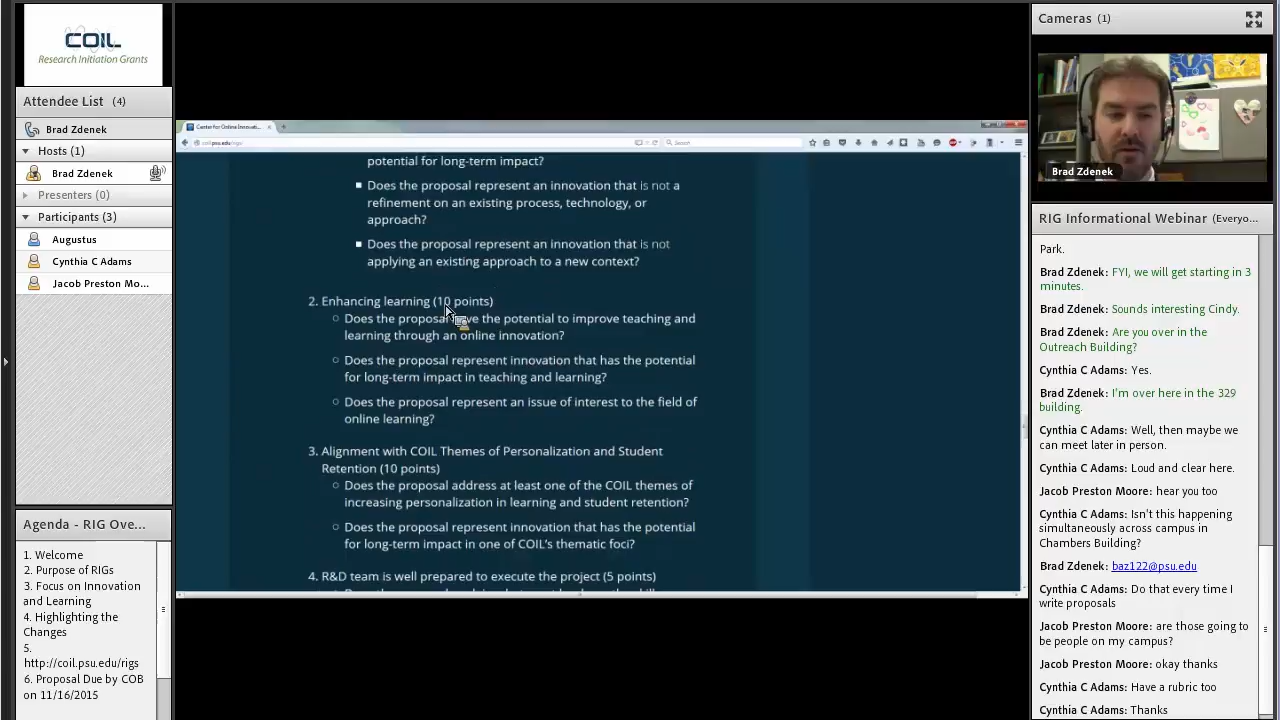 COIL
Research Initiation Grants
Attendee List (4)
Brad Zdenek
Hosts (1)
Brad Zdenek
Presenters (0)
Participants (3)
Augustus
Cynthia C Adams
Jacob Preston Mo...
Agenda - RIG Ove...
1. Welcome
2. Purpose of RIGs
3. Focus on Innovation
and Learning
4. Highlighting the
Changes
5.
http://coil.psu.edu/rigs
6. Proposal Due by COB
on 11/16/2015
Center for Online Innovati...
coil.psu.edu/rigs/
Search
potential for long-term impact?
Does the proposal represent an innovation that is not a
refinement on an existing process, technology, or
approach?
Does the proposal represent an innovation that is not
applying an existing approach to a new context?
2. Enhancing learning (10 points)
Does the proposal have the potential to improve teaching and
learning through an online innovation?
Does the proposal represent innovation that has the potential
for long-term impact in teaching and learning?
Does the proposal represent an issue of interest to the field of
online learning?
3. Alignment with COIL Themes of Personalization and Student
Retention (10 points)
Does the proposal address at least one of the COIL themes of
increasing personalization in learning and student retention?
Does the proposal represent innovation that has the potential
for long-term impact in one of COIL's thematic foci?
4. R&D team is well prepared to execute the project (5 points)
Cameras (1)
Brad Zdenek
RIG Informational Webinar (Everyo...
Park.
Brad Zdenek: FYI, we will get starting in 3
minutes.
Brad Zdenek: Sounds interesting Cindy.
Brad Zdenek: Are you over in the
Outreach Building?
Cynthia C Adams: Yes.
Brad Zdenek: I'm over here in the 329
building.
Cynthia C Adams: Well, then maybe we
can meet later in person.
Cynthia C Adams: Loud and clear here.
Jacob Preston Moore: hear you too
Cynthia C Adams: Isn't this happening
simultaneously across campus in
Chambers Building?
Brad Zdenek: baz122@psu.edu
Cynthia C Adams: Do that every time I
write proposals
Jacob Preston Moore: are those going to
be people on my campus?
Jacob Preston Moore: okay thanks
Cynthia C Adams: Have a rubric too
Cynthia C Adams: Thanks